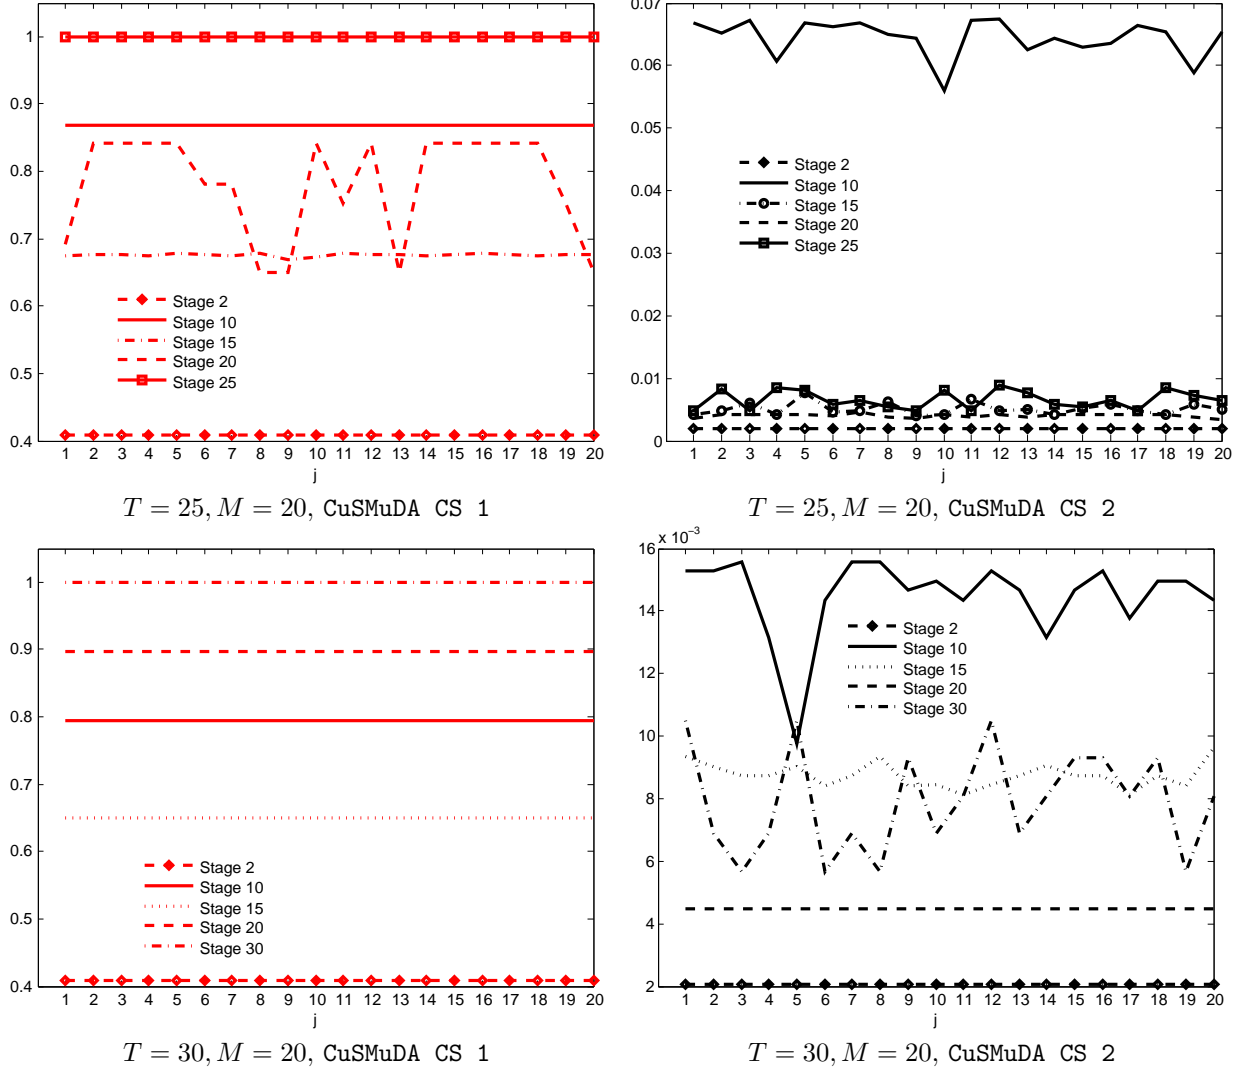 1
0.9
0.8
0.7
0.6
0.5
0.4
1 2 3 4 5 6 7 8 9 10 11 12 13 14 15 16 17 18 19 20
j
Stage 2
Stage 10
Stage 15
Stage 20
Stage 25
T = 25, M = 20, CuSMuDA CS 1
0.07
0.06
0.05
0.04
0.03
0.02
0.01
0
1 2 3 4 5 6 7 8 9 10 11 12 13 14 15 16 17 18 19 20
j
Stage 2
Stage 10
Stage 15
Stage 20
Stage 25
T = 25, M = 20, CuSMuDA CS 2
1
0.9
0.8
0.7
0.6
0.5
0.4
1 2 3 4 5 6 7 8 9 10 11 12 13 14 15 16 17 18 19 20
j
Stage 2
Stage 10
Stage 15
Stage 20
Stage 30
T = 30, M = 20, CuSMuDA CS 1
x 10⁻³
16
14
12
10
8
6
4
2
1 2 3 4 5 6 7 8 9 10 11 12 13 14 15 16 17 18 19 20
j
Stage 2
Stage 10
Stage 15
Stage 20
Stage 30
T = 30, M = 20, CuSMuDA CS 2